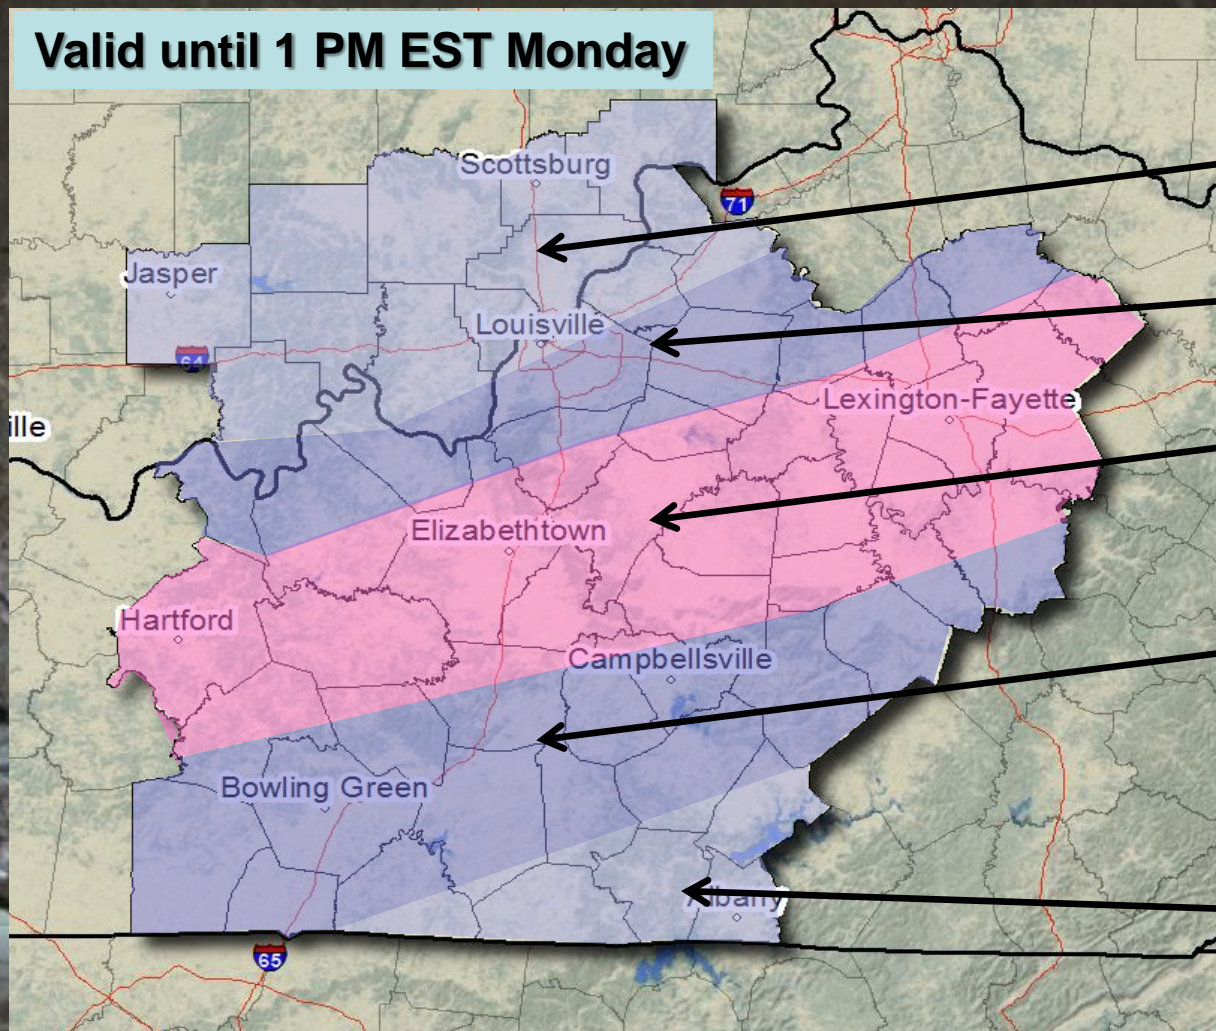 Valid until 1 PM EST Monday
Scottsburg
71
Jasper
Louisville
64
Lexington-Fayette
ille
Elizabethtown
Hartford
Campbellsville
Bowling Green
Albany
65